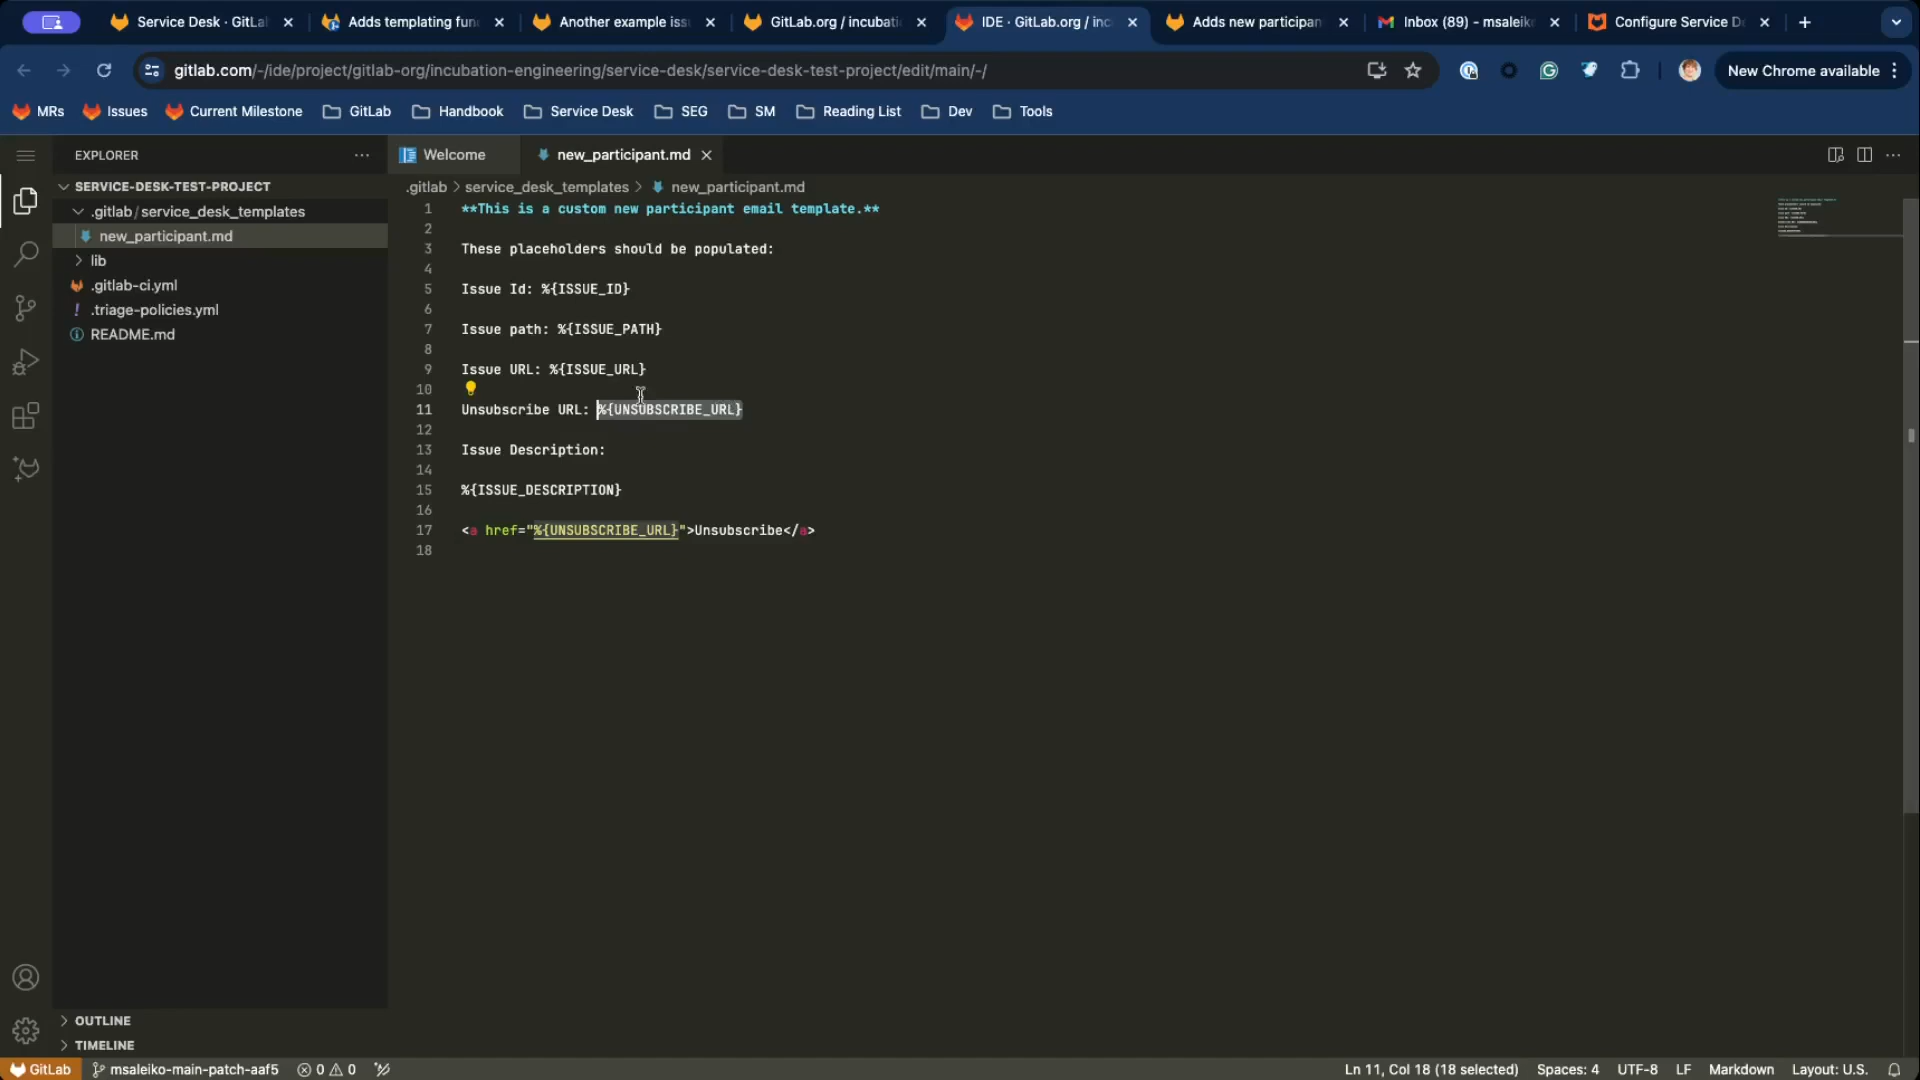 Service Desk · GitLa
Adds templating fun
Another example iss
GitLab.org / incubati
IDE · GitLab.org / inc
Adds new participan
Inbox (89) - msaleiko
Configure Service De
gitlab.com/-/ide/project/gitlab-org/incubation-engineering/service-desk/service-desk-test-project/edit/main/-/
New Chrome available
MRs
Issues
Current Milestone
GitLab
Handbook
Service Desk
SEG
SM
Reading List
Dev
Tools
EXPLORER
SERVICE-DESK-TEST-PROJECT
.gitlab / service_desk_templates
new_participant.md
lib
.gitlab-ci.yml
.triage-policies.yml
README.md
OUTLINE
TIMELINE
Welcome
new_participant.md
.gitlab > service_desk_templates > new_participant.md
1 **This is a custom new participant email template.**
2
3 These placeholders should be populated:
4
5 Issue Id: %{ISSUE_ID}
6
7 Issue path: %{ISSUE_PATH}
8
9 Issue URL: %{ISSUE_URL}
10
11 Unsubscribe URL: %{UNSUBSCRIBE_URL}
12
13 Issue Description:
14
15 %{ISSUE_DESCRIPTION}
16
17 <a href="%{UNSUBSCRIBE_URL}">Unsubscribe</a>
18
GitLab
msaleiko-main-patch-aaf5
0
0
Ln 11, Col 18 (18 selected)
Spaces: 4
UTF-8
LF
Markdown
Layout: U.S.